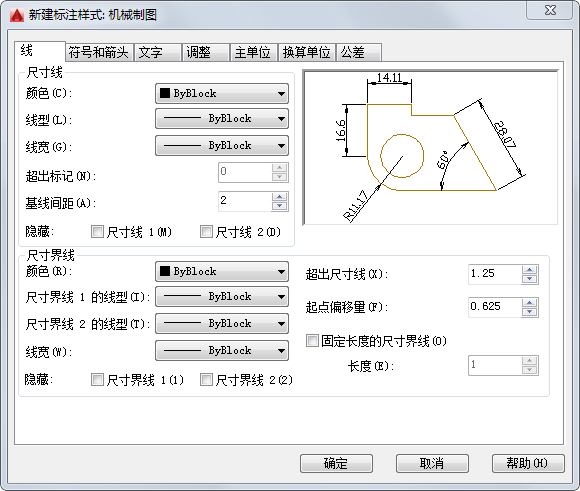 新建标注样式: 机械制图
线 符号和箭头 文字 调整 主单位 换算单位 公差
尺寸线
颜色(C): ByBlock
线型(L): ByBlock
线宽(G): ByBlock
超出标记(N): 0
基线间距(A): 2
隐藏: 尺寸线 1(M) 尺寸线 2(D)
14.11
16.6
28.07
60°
R11.17
尺寸界线
颜色(R): ByBlock
尺寸界线 1 的线型(I): ByBlock
尺寸界线 2 的线型(T): ByBlock
线宽(W): ByBlock
隐藏: 尺寸界线 1(1) 尺寸界线 2(2)
超出尺寸线(X): 1.25
起点偏移量(F): 0.625
固定长度的尺寸界线(O)
长度(E): 1
确定 取消 帮助(H)